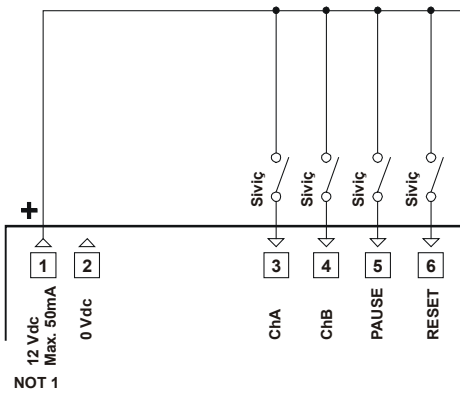 Siviç
Siviç
Siviç
Siviç
+
1
2
3
4
5
6
12 Vdc
Max. 50mA
0 Vdc
ChA
ChB
PAUSE
RESET
NOT 1